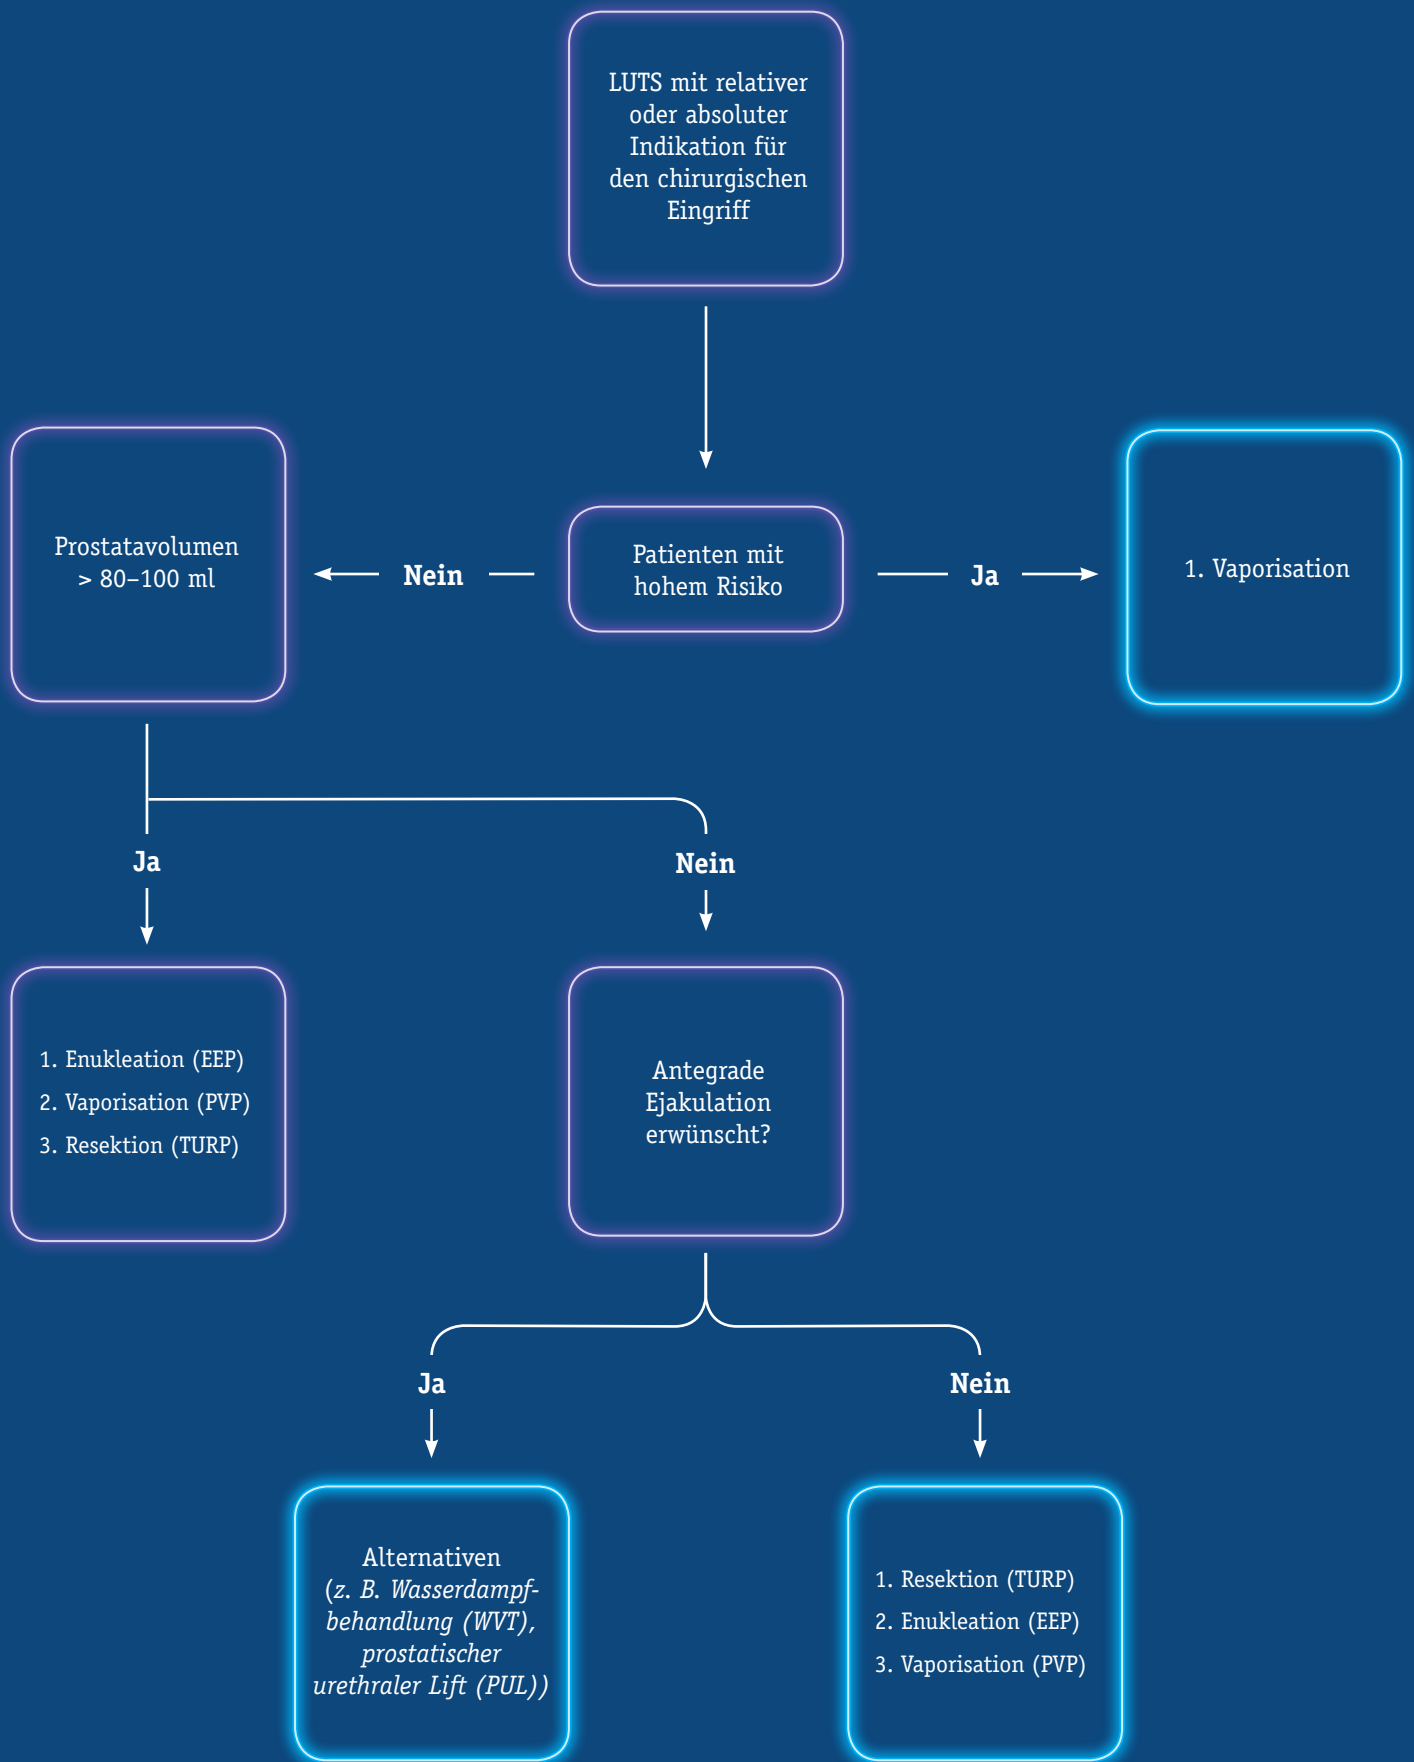 LUTS mit relativer
oder absoluter
Indikation für
den chirurgischen
Eingriff
Prostatavolumen
> 80–100 ml
Nein
Patienten mit
hohem Risiko
Ja
1. Vaporisation
Ja
Nein
1. Enukleation (EEP)
2. Vaporisation (PVP)
3. Resektion (TURP)
Antegrade
Ejakulation
erwünscht?
Ja
Nein
Alternativen
(z. B. Wasserdampf-
behandlung (WVT),
prostatischer
urethraler Lift (PUL))
1. Resektion (TURP)
2. Enukleation (EEP)
3. Vaporisation (PVP)